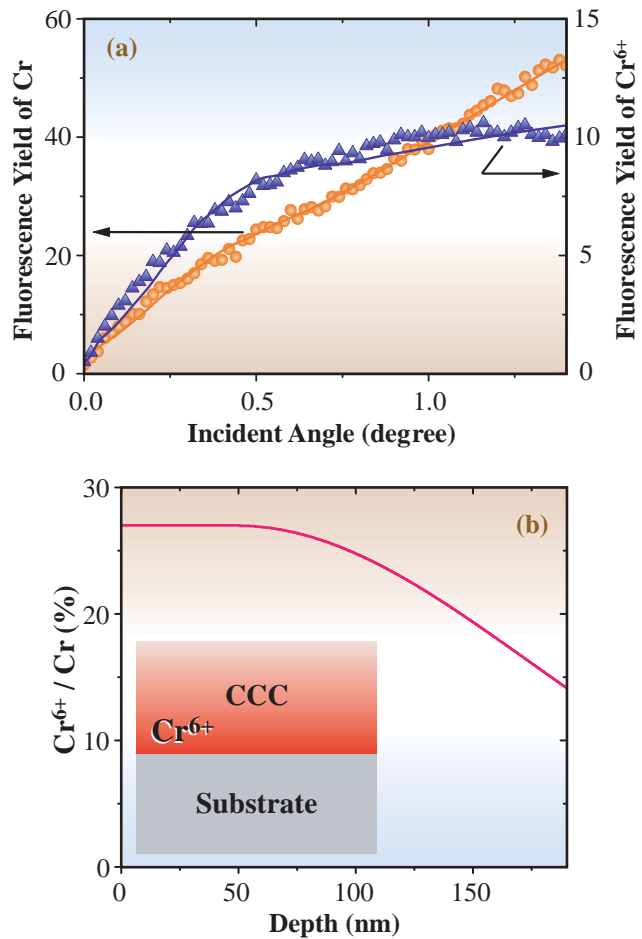 (a)
Fluorescence Yield of Cr
60
40
20
0
Fluorescence Yield of Cr⁶⁺
15
10
5
0
0.0 0.5 1.0
Incident Angle (degree)
(b)
Cr⁶⁺ / Cr (%)
30
20
10
0
CCC
Cr⁶⁺
Substrate
0 50 100 150
Depth (nm)